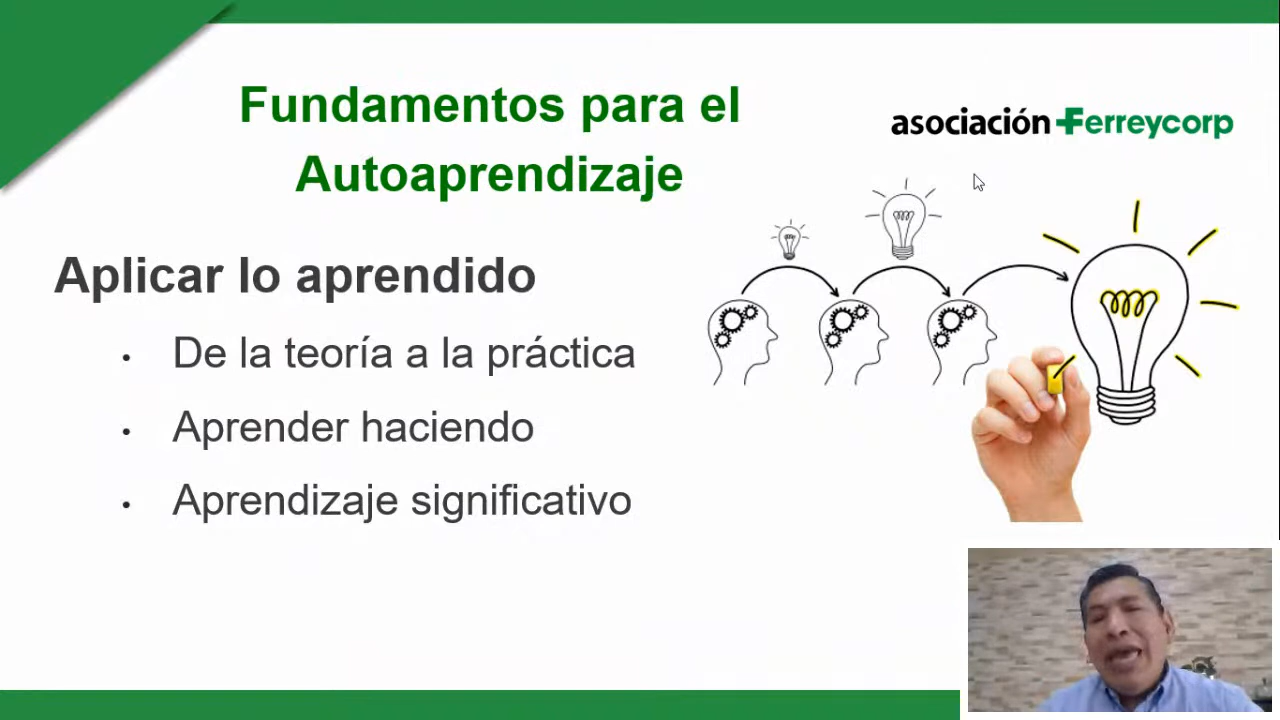 Fundamentos para el
Autoaprendizaje
asociación Ferreycorp
Aplicar lo aprendido
• De la teoría a la práctica
• Aprender haciendo
• Aprendizaje significativo